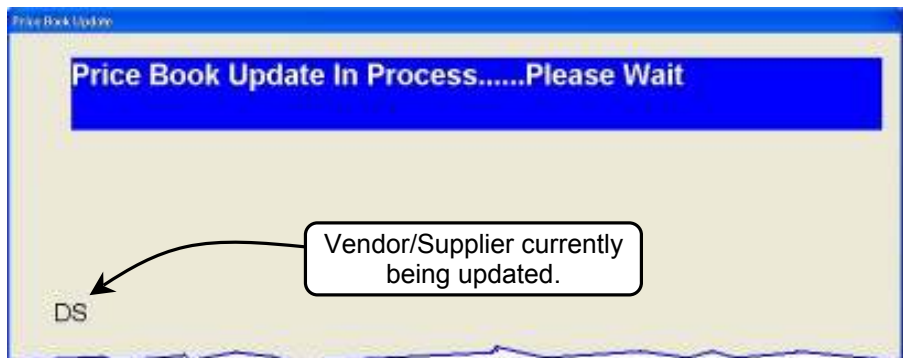 Price Book Update
Price Book Update In Process......Please Wait
Vendor/Supplier currently
being updated.
DS